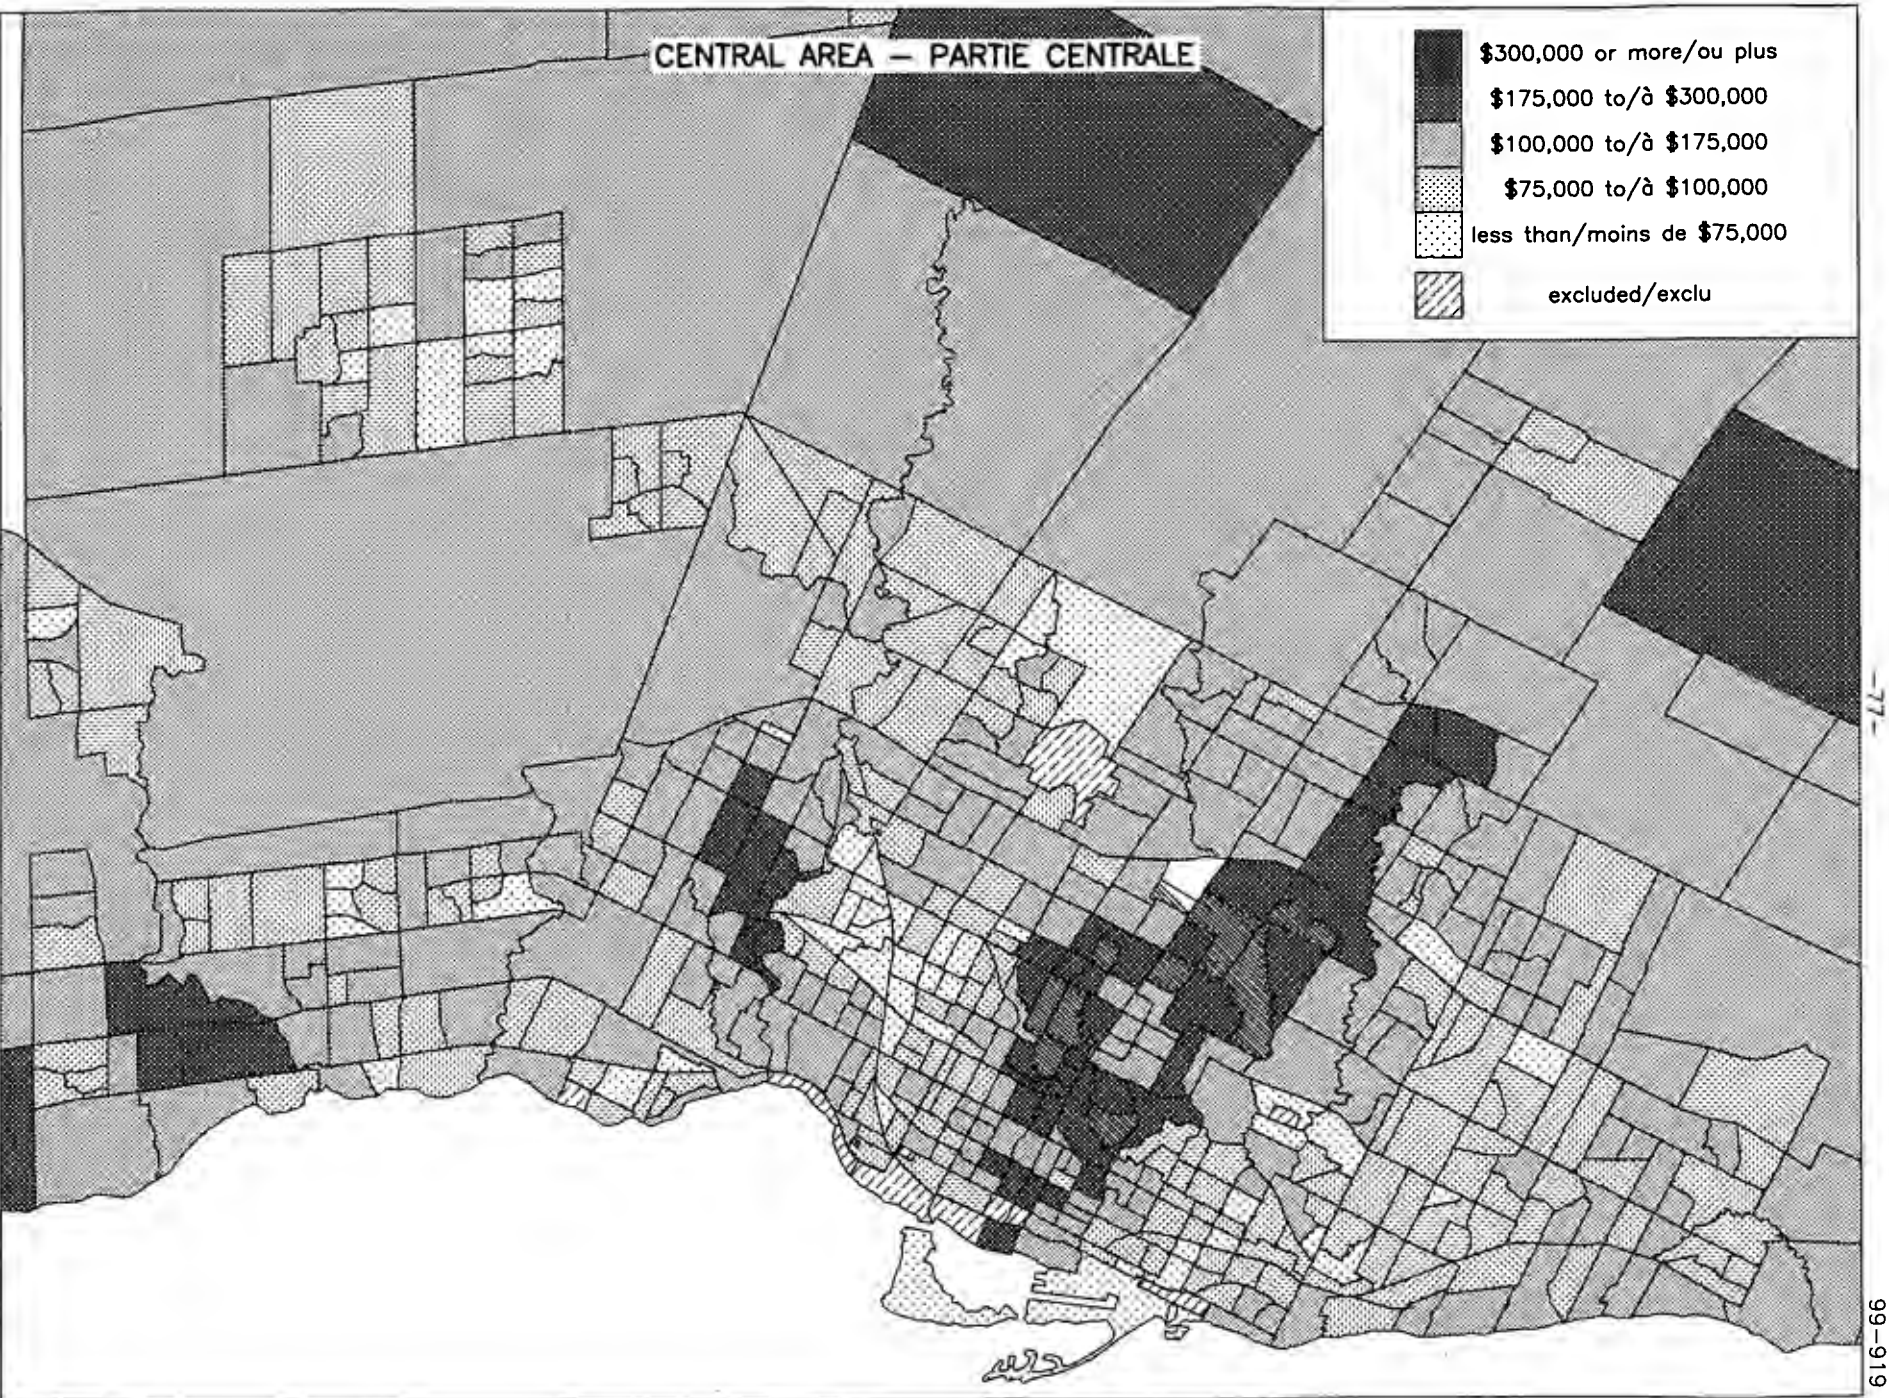 CENTRAL AREA – PARTIE CENTRALE
$300,000 or more/ou plus
$175,000 to/à $300,000
$100,000 to/à $175,000
$75,000 to/à $100,000
less than/moins de $75,000
excluded/exclu
-77-
99-919